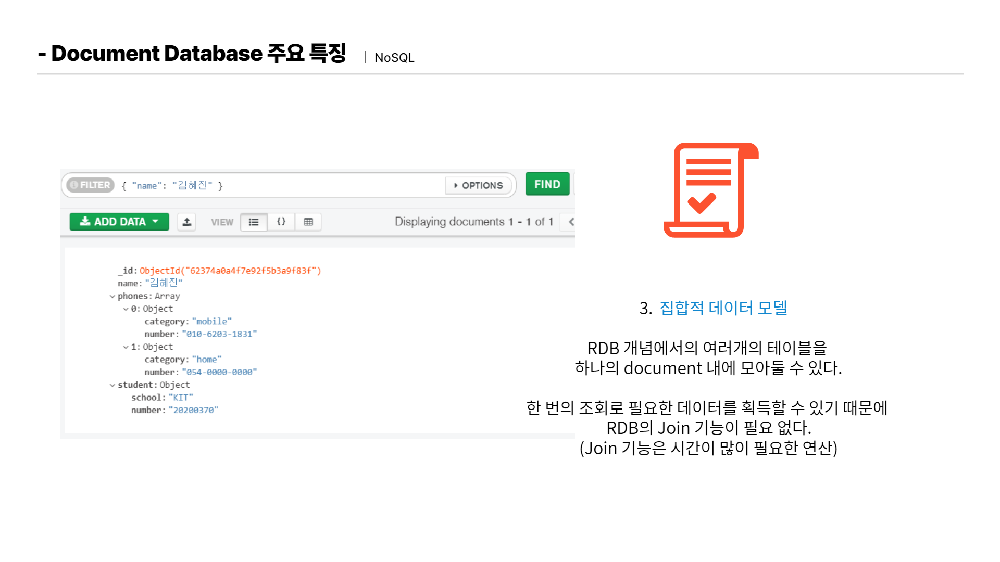 - Document Database 주요 특징 | NoSQL
FILTER { "name": "김혜진" } OPTIONS FIND
ADD DATA VIEW {} Displaying documents 1 - 1 of 1 <
_id: ObjectId("62374a0a4f7e92f5b3a9f83f")
name: "김혜진"
phones: Array
0: Object
category: "mobile"
number: "010-6203-1831"
1: Object
category: "home"
number: "054-0000-0000"
student: Object
school: "KIT"
number: "20200370"
3. 집합적 데이터 모델
RDB 개념에서의 여러개의 테이블을
하나의 document 내에 모아둘 수 있다.
한 번의 조회로 필요한 데이터를 획득할 수 있기 때문에
RDB의 Join 기능이 필요 없다.
(Join 기능은 시간이 많이 필요한 연산)